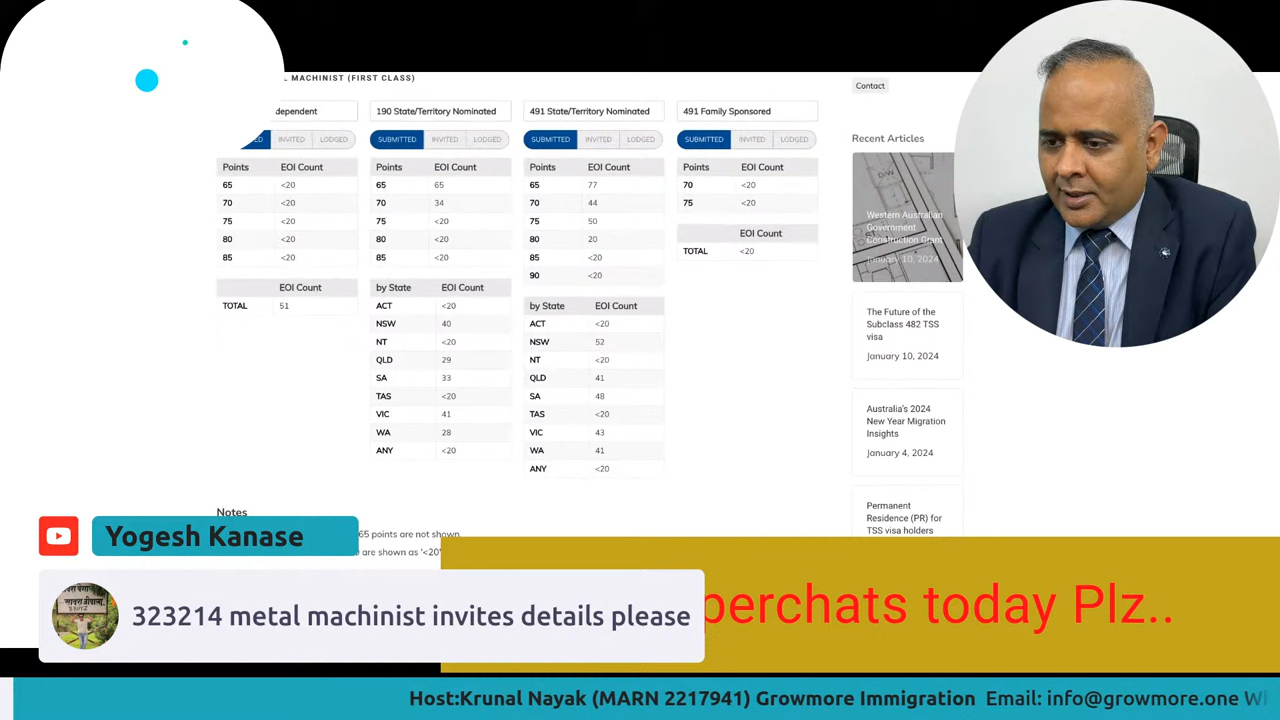 L MACHINIST (FIRST CLASS)
dependent
190 State/Territory Nominated
491 State/Territory Nominated
491 Family Sponsored
Contact
ED INVITED LODGED
SUBMITTED INVITED LODGED
SUBMITTED INVITED LODGED
SUBMITTED INVITED LODGED
Recent Articles
Points EOI Count
65 <20
70 <20
75 <20
80 <20
85 <20
EOI Count
TOTAL 51
Points EOI Count
65 65
70 34
75 <20
80 <20
85 <20
by State EOI Count
ACT <20
NSW 40
NT <20
QLD 29
SA 33
TAS <20
VIC 41
WA 28
ANY <20
Points EOI Count
65 77
70 44
75 50
80 20
85 <20
90 <20
by State EOI Count
ACT <20
NSW 52
NT <20
QLD 41
SA 48
TAS <20
VIC 43
WA 41
ANY <20
Points EOI Count
70 <20
75 <20
EOI Count
TOTAL <20
Western Australian
Government
Construction Grant
January 10, 2024
The Future of the
Subclass 482 TSS
visa
January 10, 2024
Australia's 2024
New Year Migration
Insights
January 4, 2024
Permanent
Residence (PR) for
TSS visa holders
Notes
65 points are not shown.
are shown as '<20'
Yogesh Kanase
323214 metal machinist invites details please
perchats today Plz..
Host:Krunal Nayak (MARN 2217941) Growmore Immigration Email: info@growmore.one W